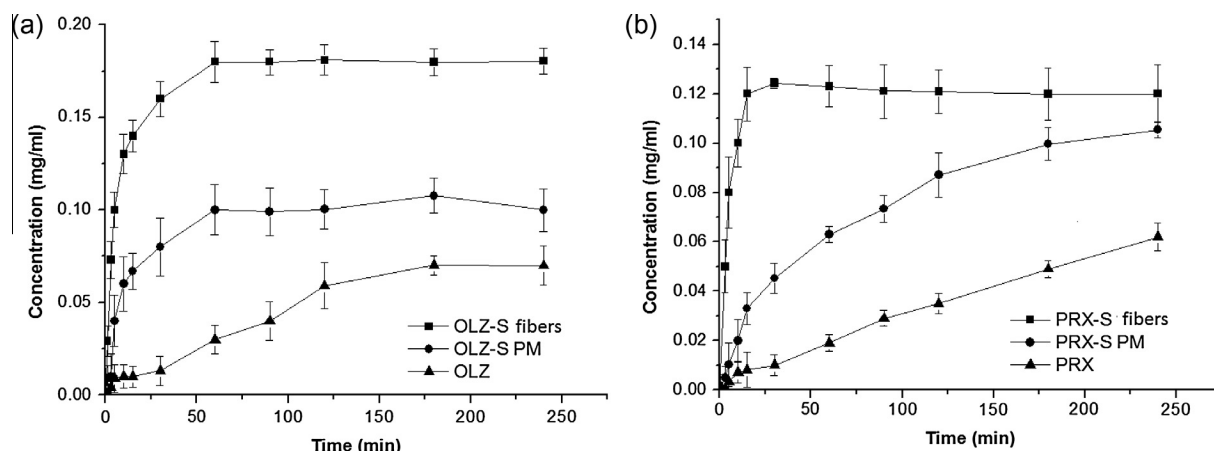 (a)
0.20
0.15
0.10
0.05
0.00
Concentration (mg/ml)
OLZ-S fibers
OLZ-S PM
OLZ
0 50 100 150 200 250
Time (min)
(b)
0.14
0.12
0.10
0.08
0.06
0.04
0.02
0.00
Concentration (mg/ml)
PRX-S fibers
PRX-S PM
PRX
0 50 100 150 200 250
Time (min)